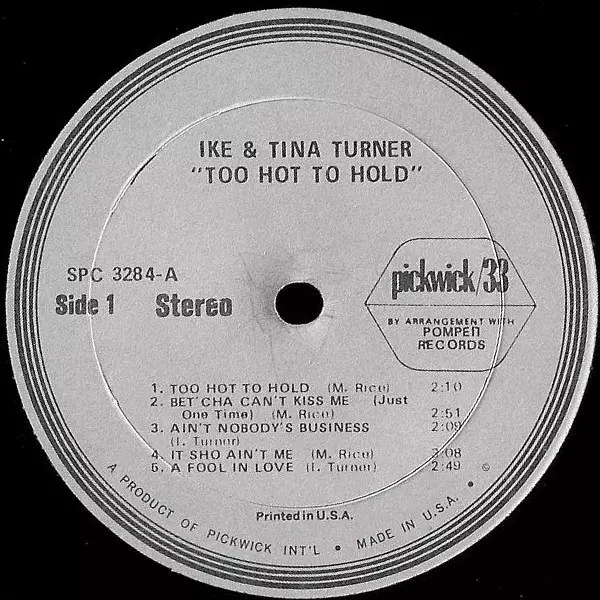 IKE & TINA TURNER
"TOO HOT TO HOLD"
SPC 3284-A
Side 1 Stereo
pickwick/33
BY ARRANGEMENT WITH
POMPEII
RECORDS
1. TOO HOT TO HOLD (M. Rice) 2:10
2. BET'CHA CAN'T KISS ME (Just
One Time) (M. Rice) 2:51
3. AIN'T NOBODY'S BUSINESS 2:09
(I. Turner)
4. IT SHO AIN'T ME (M. Rice) 3:08
5. A FOOL IN LOVE (I. Turner) 2:49 ©
Printed in U.S.A.
A PRODUCT OF PICKWICK INT'L • MADE IN U.S.A. •